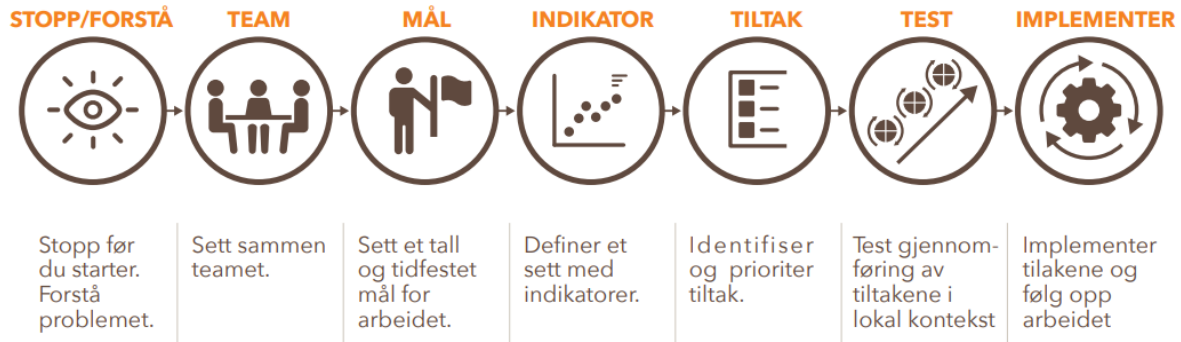 STOPP/FORSTÅ
TEAM
MÅL
INDIKATOR
TILTAK
TEST
IMPLEMENTER
Stopp før
du starter.
Forstå
problemet.
Sett sammen
teamet.
Sett et tall
og tidfestet
mål for
arbeidet.
Definer et
sett med
indikatorer.
Identifiser
og prioriter
tiltak.
Test gjennom-
føring av
tiltakene i
lokal kontekst
Implementer
tilakene og
følg opp
arbeidet